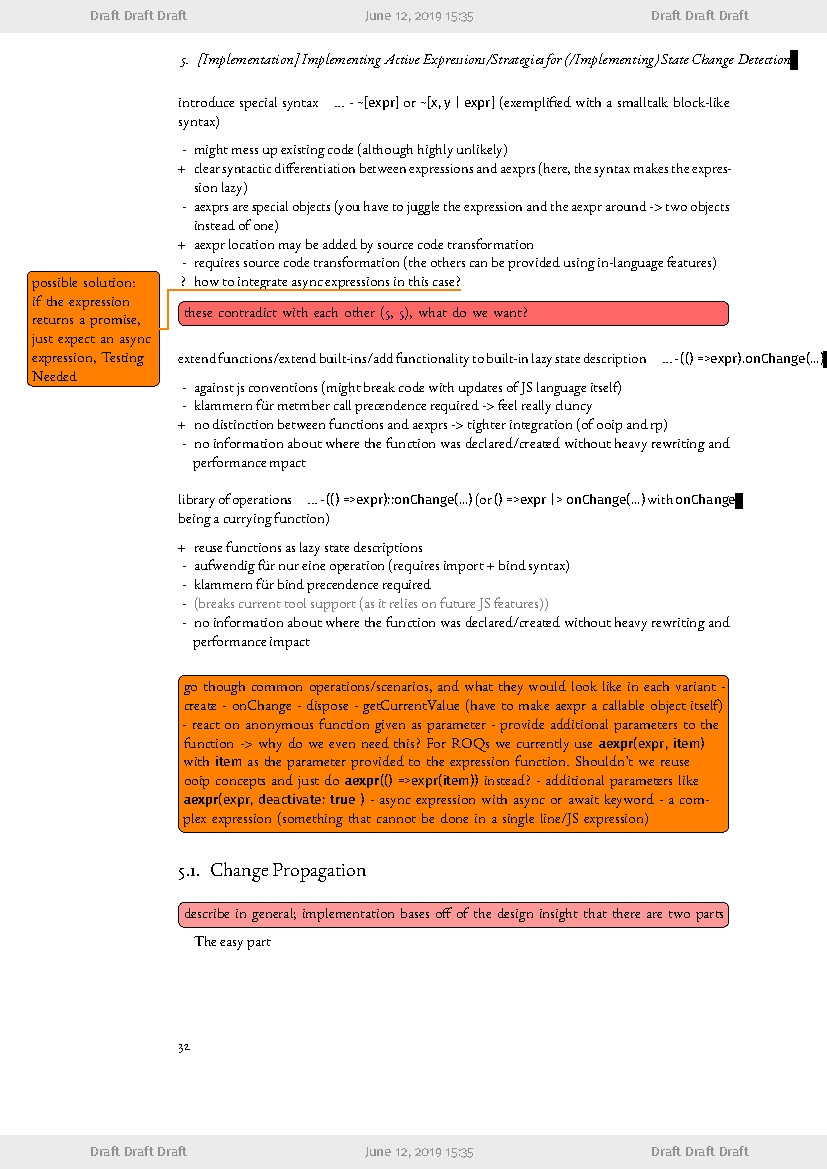 Draft Draft Draft June 12, 2019 15:35 Draft Draft Draft
5. [Implementation] Implementing Active Expressions/Strategies for (/Implementing) State Change Detection
introduce special syntax ... - ~[expr] or ~[x, y | expr] (exemplified with a smalltalk block-like
syntax)
- might mess up existing code (although highly unlikely)
+ clear syntactic differentiation between expressions and aexprs (here, the syntax makes the expres-
sion lazy)
- aexprs are special objects (you have to juggle the expression and the aexpr around -> two objects
instead of one)
+ aexpr location may be added by source code transformation
- requires source code transformation (the others can be provided using in-language features)
? how to integrate async expressions in this case?
possible solution:
if the expression
returns a promise,
just expect an async
expression, Testing
Needed
these contradict with each other (5, 5), what do we want?
extend functions/extend built-ins/add functionality to built-in lazy state description ... - (() =>expr).onChange(...)
- against js conventions (might break code with updates of JS language itself)
- klammern für metmber call precendence required -> feel really cluncy
+ no distinction between functions and aexprs -> tighter integration (of ooip and rp)
- no information about where the function was declared/created without heavy rewriting and
performance mpact
library of operations ... - (() =>expr)::onChange(...) (or () =>expr |> onChange(...) with onChange
being a currying function)
+ reuse functions as lazy state descriptions
- aufwendig für nur eine operation (requires import + bind syntax)
- klammern für bind precendence required
- (breaks current tool support (as it relies on future JS features))
- no information about where the function was declared/created without heavy rewriting and
performance impact
go though common operations/scenarios, and what they would look like in each variant -
create - onChange - dispose - getCurrentValue (have to make aexpr a callable object itself)
- react on anonymous function given as parameter - provide additional parameters to the
function -> why do we even need this? For ROQs we currently use aexpr(expr, item)
with item as the parameter provided to the expression function. Shouldn't we reuse
ooip concepts and just do aexpr(() =>expr(item)) instead? - additional parameters like
aexpr(expr, deactivate: true ) - async expression with async or await keyword - a com-
plex expression (something that cannot be done in a single line/JS expression)
5.1. Change Propagation
describe in general; implementation bases off of the design insight that there are two parts
The easy part
32
Draft Draft Draft June 12, 2019 15:35 Draft Draft Draft